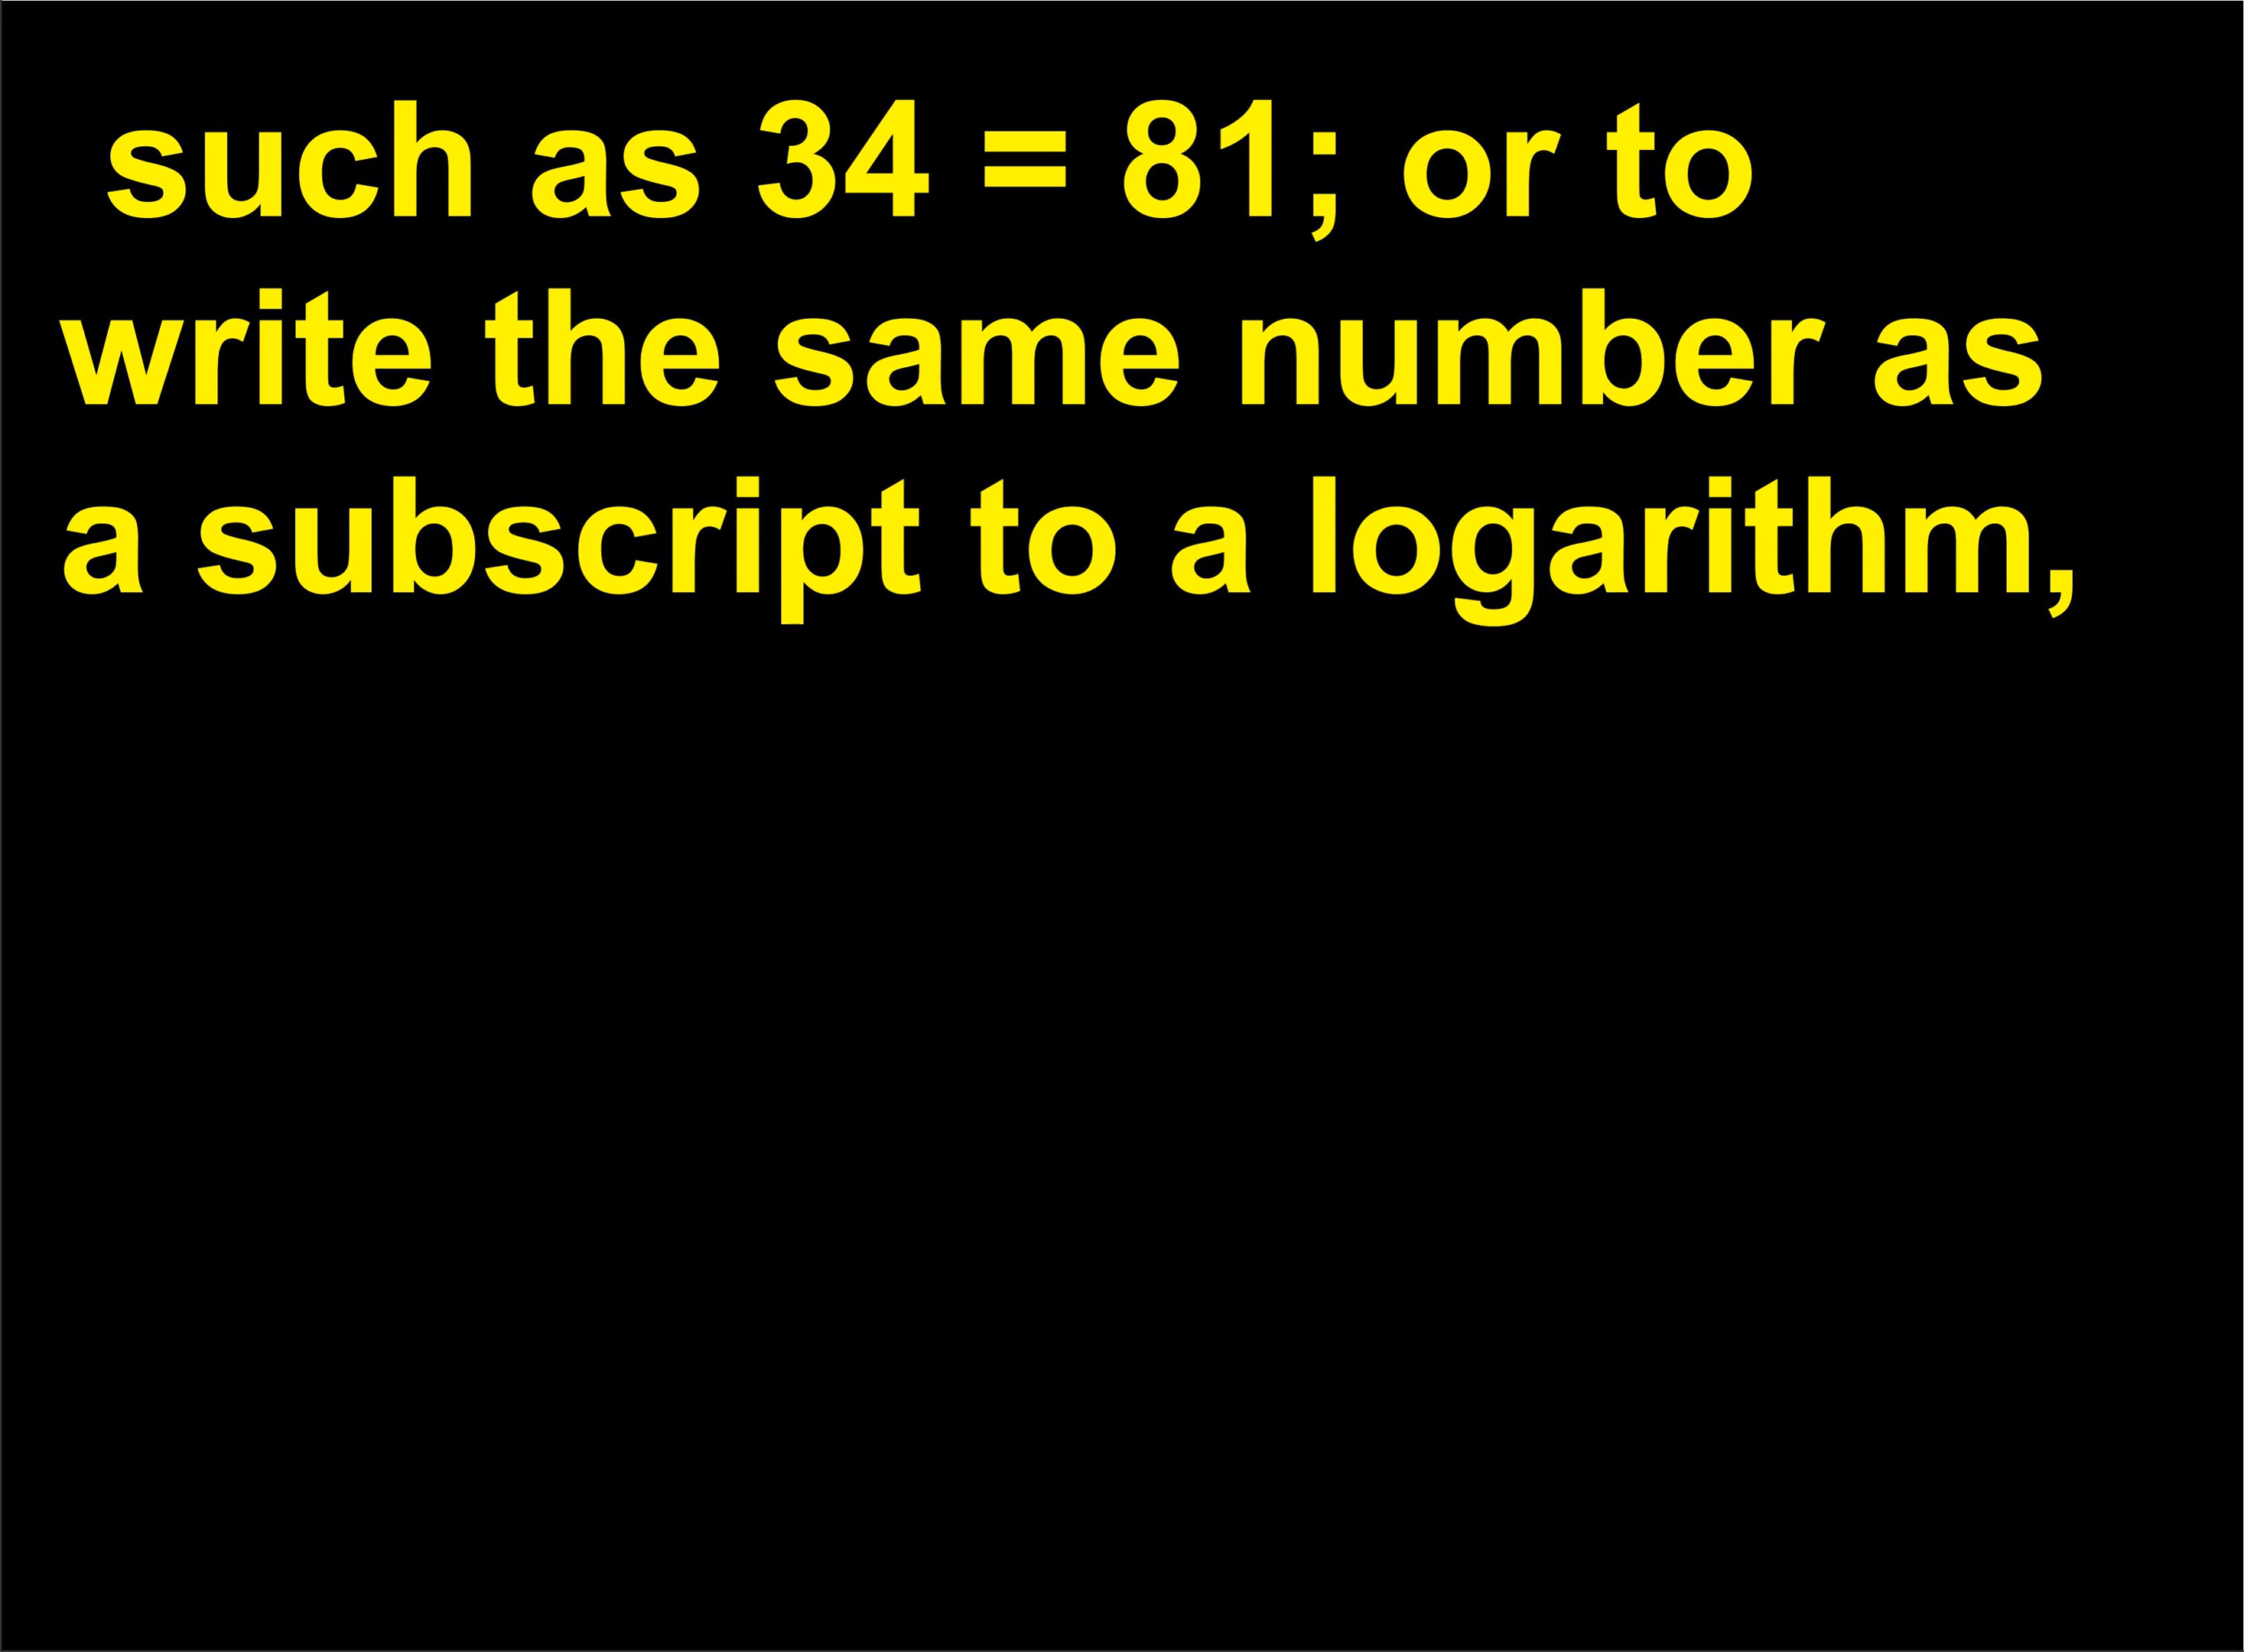 such as 34 = 81; or to
write the same number as
a subscript to a logarithm,